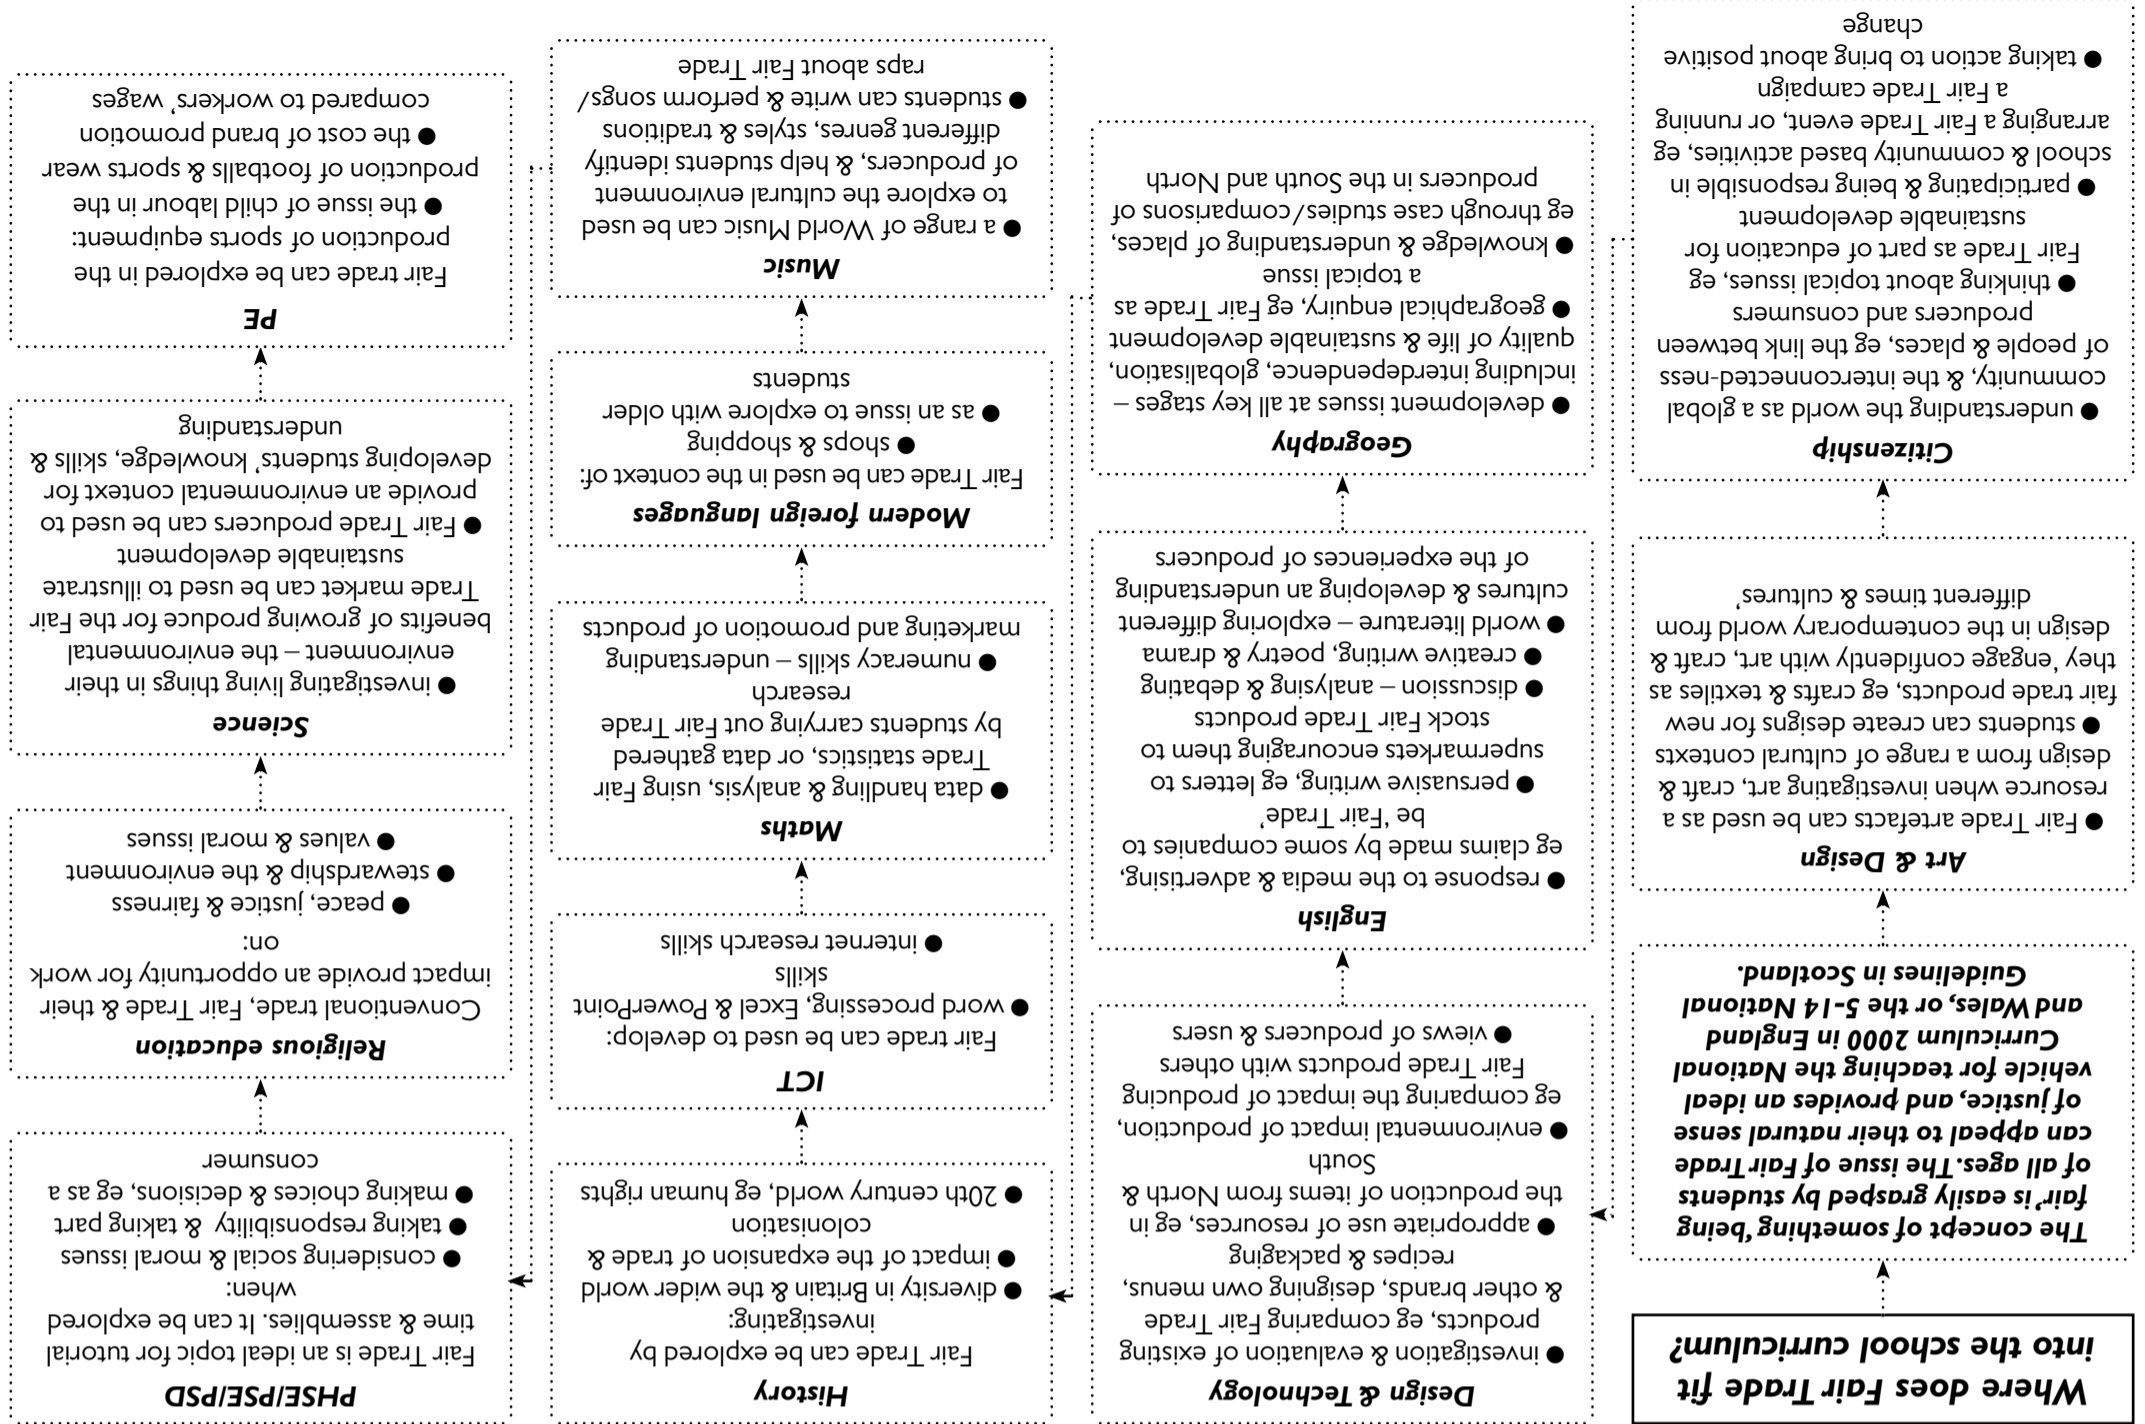 Where does Fair Trade fit
into the school curriculum?
The concept of something ‘being
fair’ is easily grasped by students
of all ages. The issue of Fair Trade
can appeal to their natural sense
of justice, and provides an ideal
vehicle for teaching the National
Curriculum 2000 in England
and Wales, or the 5-14 National
Guidelines in Scotland.
Art & Design
● Fair Trade artefacts can be used as a
resource when investigating art, craft &
design from a range of cultural contexts
● students can create designs for new
fair trade products, eg crafts & textiles as
they ‘engage confidently with art, craft &
design in the contemporary world from
different times & cultures’
Citizenship
● understanding the world as a global
community, & the interconnected-ness
of people & places, eg the link between
producers and consumers
● thinking about topical issues, eg
Fair Trade as part of education for
sustainable development
● participating & being responsible in
school & community based activities, eg
arranging a Fair Trade event, or running
a Fair Trade campaign
● taking action to bring about positive
change
Design & Technology
● investigation & evaluation of existing
products, eg comparing Fair Trade
& other brands, designing own menus,
recipes & packaging
● appropriate use of resources, eg in
the production of items from North &
South
● environmental impact of production,
eg comparing the impact of producing
Fair Trade products with others
● views of producers & users
English
● response to the media & advertising,
eg claims made by some companies to
be ‘Fair Trade’
● persuasive writing, eg letters to
supermarkets encouraging them to
stock Fair Trade products
● discussion – analysing & debating
● creative writing, poetry & drama
● world literature – exploring different
cultures & developing an understanding
of the experiences of producers
Geography
● development issues at all key stages –
including interdependence, globalisation,
quality of life & sustainable development
● geographical enquiry, eg Fair Trade as
a topical issue
● knowledge & understanding of places,
eg through case studies/comparisons of
producers in the South and North
History
Fair Trade can be explored by
investigating:
● diversity in Britain & the wider world
● impact of the expansion of trade &
colonisation
● 20th century world, eg human rights
ICT
Fair trade can be used to develop:
● word processing, Excel & PowerPoint
skills
● internet research skills
Maths
● data handling & analysis, using Fair
Trade statistics, or data gathered
by students carrying out Fair Trade
research
● numeracy skills – understanding
marketing and promotion of products
Modern foreign languages
Fair Trade can be used in the context of:
● shops & shopping
● as an issue to explore with older
students
Music
● a range of World Music can be used
to explore the cultural environment
of producers, & help students identify
different genres, styles & traditions
● students can write & perform songs/
raps about Fair Trade
PHSE/PSE/PSD
Fair Trade is an ideal topic for tutorial
time & assemblies. It can be explored
when:
● considering social & moral issues
● taking responsibility & taking part
● making choices & decisions, eg as a
consumer
Religious education
Conventional trade, Fair Trade & their
impact provide an opportunity for work
on:
● peace, justice & fairness
● stewardship & the environment
● values & moral issues
Science
● investigating living things in their
environment – the environmental
benefits of growing produce for the Fair
Trade market can be used to illustrate
sustainable development
● Fair Trade producers can be used to
provide an environmental context for
developing students’ knowledge, skills &
understanding
PE
Fair trade can be explored in the
production of sports equipment:
● the issue of child labour in the
production of footballs & sports wear
● the cost of brand promotion
compared to workers’ wages